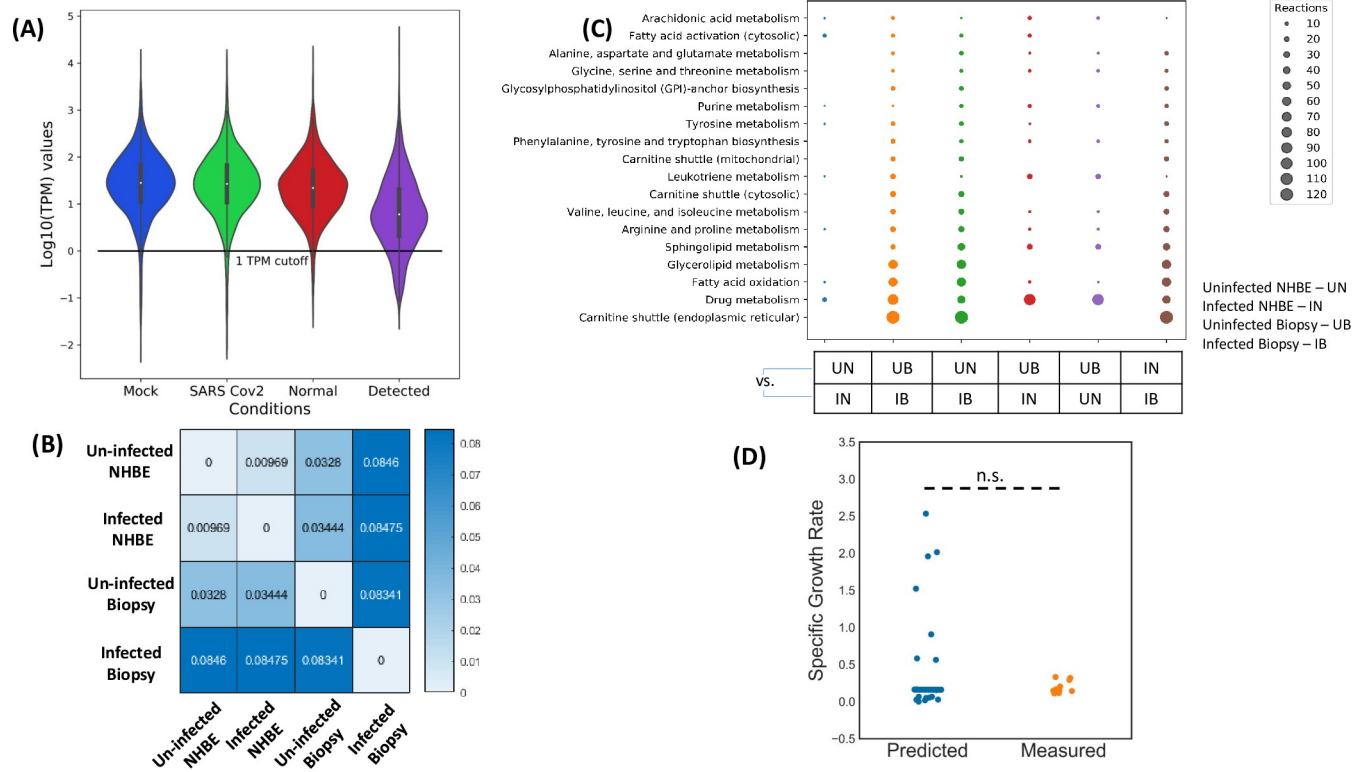 (A)
Log10(TPM) values
5
4
3
2
1
0
−1
−2
1 TPM cutoff
Mock
SARS Cov2
Normal
Detected
Conditions
(C)
Arachidonic acid metabolism
Fatty acid activation (cytosolic)
Alanine, aspartate and glutamate metabolism
Glycine, serine and threonine metabolism
Glycosylphosphatidylinositol (GPI)-anchor biosynthesis
Purine metabolism
Tyrosine metabolism
Phenylalanine, tyrosine and tryptophan biosynthesis
Carnitine shuttle (mitochondrial)
Leukotriene metabolism
Carnitine shuttle (cytosolic)
Valine, leucine, and isoleucine metabolism
Arginine and proline metabolism
Sphingolipid metabolism
Glycerolipid metabolism
Fatty acid oxidation
Drug metabolism
Carnitine shuttle (endoplasmic reticular)
vs.
UN UB UN UB UB IN
IN IB IB IN UN IB
Reactions
10
20
30
40
50
60
70
80
90
100
110
120
Uninfected NHBE – UN
Infected NHBE – IN
Uninfected Biopsy – UB
Infected Biopsy – IB
(B)
Un-infected
NHBE
Infected
NHBE
Un-infected
Biopsy
Infected
Biopsy
0 0.00969 0.0328 0.0846
0.00969 0 0.03444 0.08475
0.0328 0.03444 0 0.08341
0.0846 0.08475 0.08341 0
Un-infected
NHBE
Infected
NHBE
Un-infected
Biopsy
Infected
Biopsy
0.08
0.07
0.06
0.05
0.04
0.03
0.02
0.01
0
(D)
Specific Growth Rate
3.5
3.0
2.5
2.0
1.5
1.0
0.5
0.0
−0.5
n.s.
Predicted
Measured